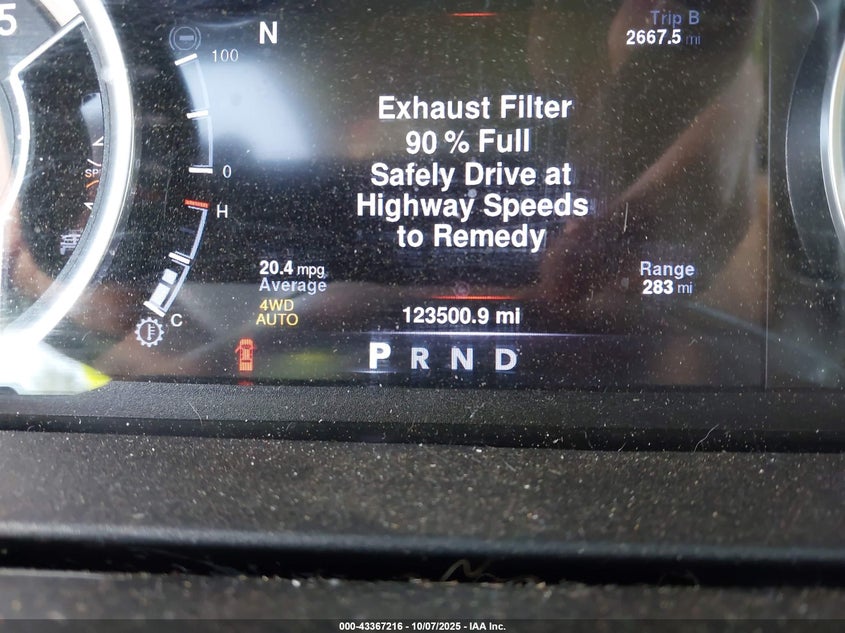 5
N
Trip B
2667.5 mi
100
0
H
C
Exhaust Filter
90 % Full
Safely Drive at
Highway Speeds
to Remedy
20.4 mpg
Average
4WD
AUTO
Range
283 mi
123500.9 mi
P R N D
000-43367216 - 10/07/2025 - IAA Inc.